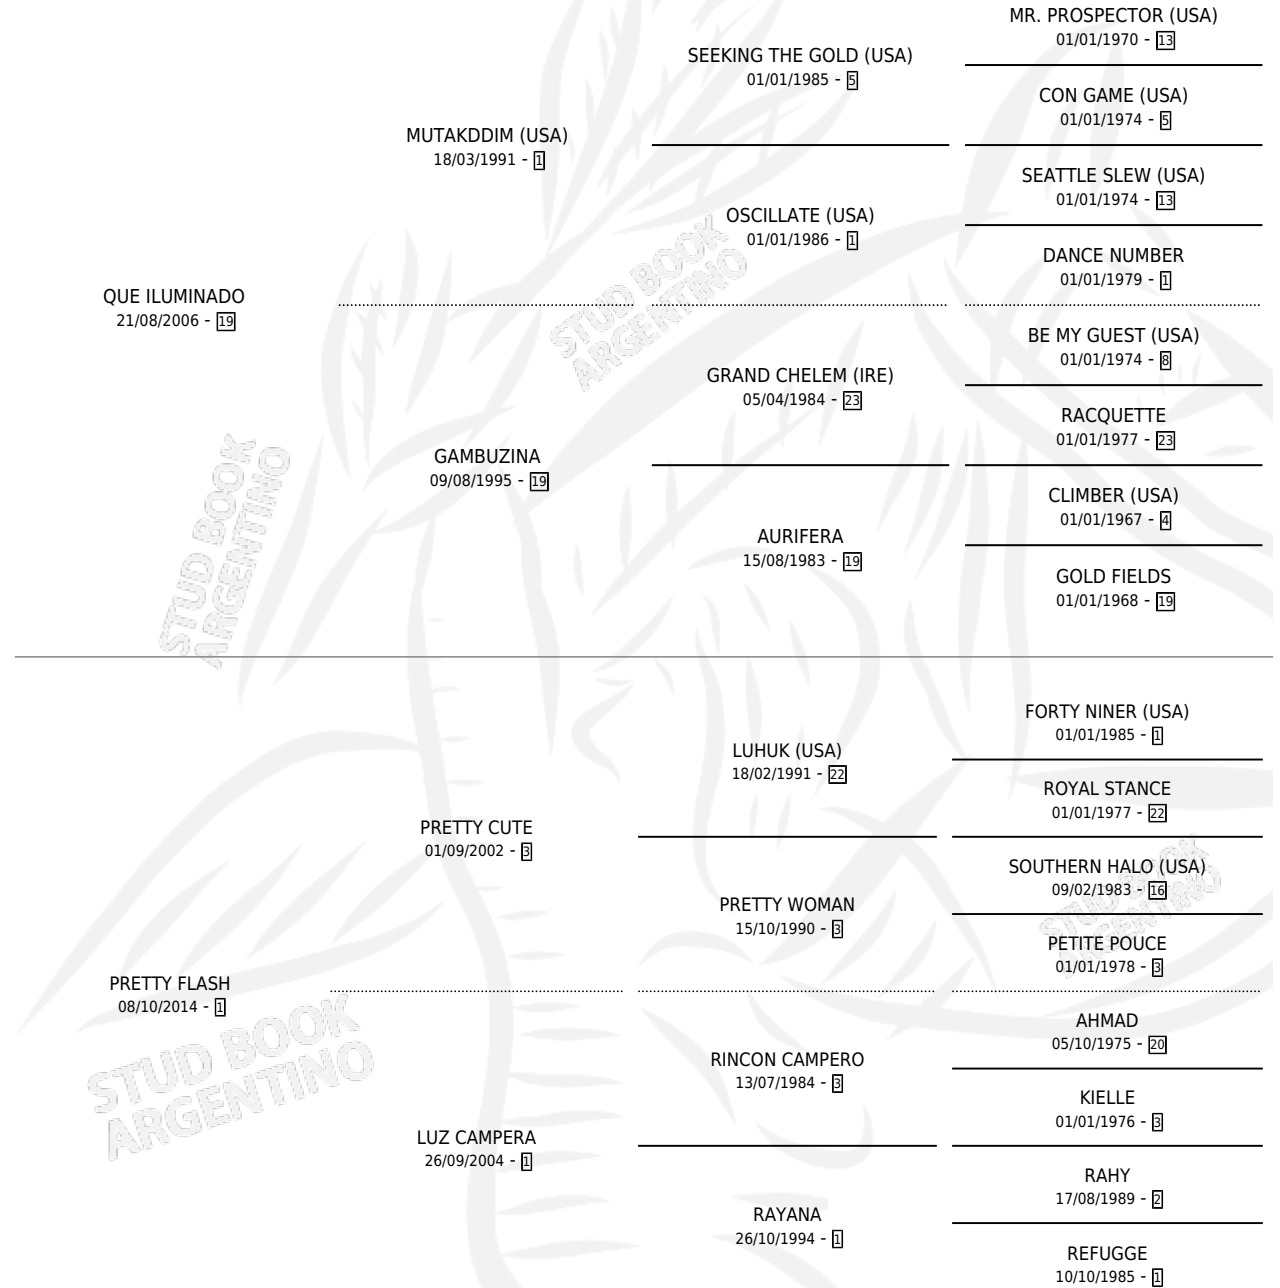 MR. PROSPECTOR (USA)
01/01/1970 - 13
SEEKING THE GOLD (USA)
01/01/1985 - 5
CON GAME (USA)
01/01/1974 - 5
MUTAKDDIM (USA)
18/03/1991 - 1
SEATTLE SLEW (USA)
01/01/1974 - 13
OSCILLATE (USA)
01/01/1986 - 1
DANCE NUMBER
01/01/1979 - 1
QUE ILUMINADO
21/08/2006 - 19
BE MY GUEST (USA)
01/01/1974 - 8
GRAND CHELEM (IRE)
05/04/1984 - 23
RACQUETTE
01/01/1977 - 23
GAMBUZINA
09/08/1995 - 19
CLIMBER (USA)
01/01/1967 - 4
AURIFERA
15/08/1983 - 19
GOLD FIELDS
01/01/1968 - 19
FORTY NINER (USA)
01/01/1985 - 1
LUHUK (USA)
18/02/1991 - 22
ROYAL STANCE
01/01/1977 - 22
PRETTY CUTE
01/09/2002 - 3
SOUTHERN HALO (USA)
09/02/1983 - 16
PRETTY WOMAN
15/10/1990 - 3
PETITE POUCE
01/01/1978 - 3
PRETTY FLASH
08/10/2014 - 1
AHMAD
05/10/1975 - 20
RINCON CAMPERO
13/07/1984 - 3
KIELLE
01/01/1976 - 3
LUZ CAMPERA
26/09/2004 - 1
RAHY
17/08/1989 - 2
RAYANA
26/10/1994 - 1
REFUGGE
10/10/1985 - 1
STUD BOOK
ARGENTINO
STUD BOOK
ARGENTINO
STUD BOOK
ARGENTINO
STUD BOOK
ARGENTINO